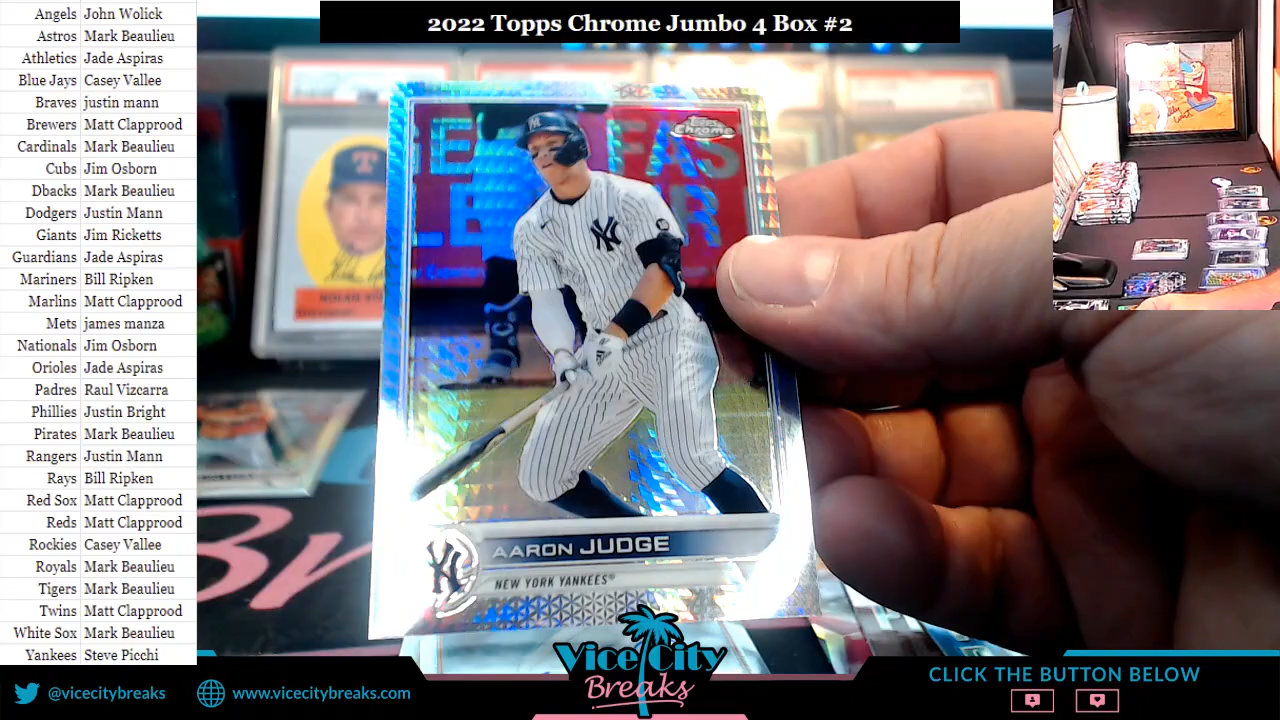 2022 Topps Chrome Jumbo 4 Box #2
Angels John Wolick
Astros Mark Beaulieu
Athletics Jade Aspiras
Blue Jays Casey Vallee
Braves justin mann
Brewers Matt Clapprood
Cardinals Mark Beaulieu
Cubs Jim Osborn
Dbacks Mark Beaulieu
Dodgers Justin Mann
Giants Jim Ricketts
Guardians Jade Aspiras
Mariners Bill Ripken
Marlins Matt Clapprood
Mets james manza
Nationals Jim Osborn
Orioles Jade Aspiras
Padres Raul Vizcarra
Phillies Justin Bright
Pirates Mark Beaulieu
Rangers Justin Mann
Rays Bill Ripken
Red Sox Matt Clapprood
Reds Matt Clapprood
Rockies Casey Vallee
Royals Mark Beaulieu
Tigers Mark Beaulieu
Twins Matt Clapprood
White Sox Mark Beaulieu
Yankees Steve Picchi
Topps
Chrome
FAS
NY
T
AARON JUDGE
NEW YORK YANKEES®
Vice City
Breaks
@vicecitybreaks
www.vicecitybreaks.com
CLICK THE BUTTON BELOW